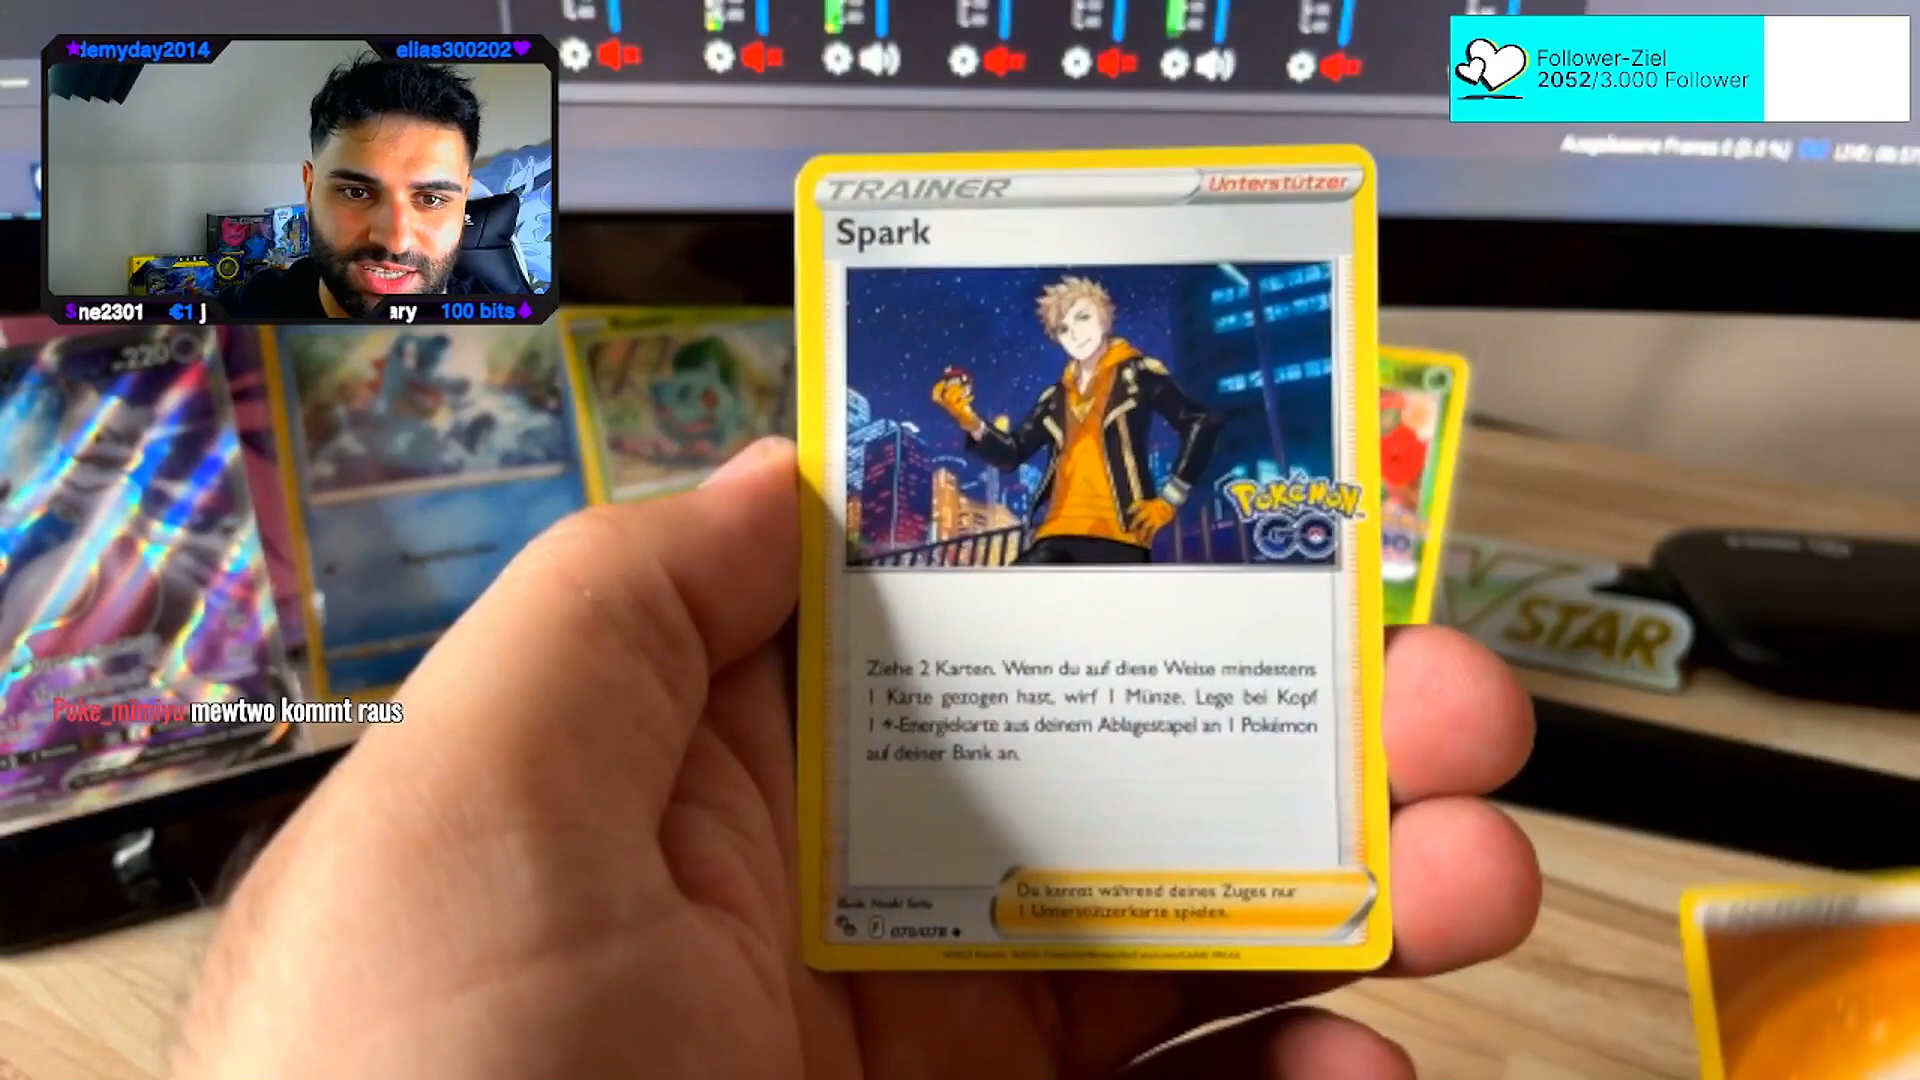 demyday2014
elias300202
ne2301 €1 j
ary 100 bits
Follower-Ziel
2052/3.000 Follower
TRAINER
Unterstützer
Spark
POKÉMON
GO
220
STAR
Poke_mimiyu mewtwo kommt raus
Ziehe 2 Karten. Wenn du auf diese Weise mindestens
1 Karte gezogen hast, wirf 1 Münze. Lege bei Kopf
1 -Energiekarte aus deinem Ablagestapel an 1 Pokémon
auf deiner Bank an.
Du kannst während deines Zuges nur
1 Unterstützerkarte spielen.